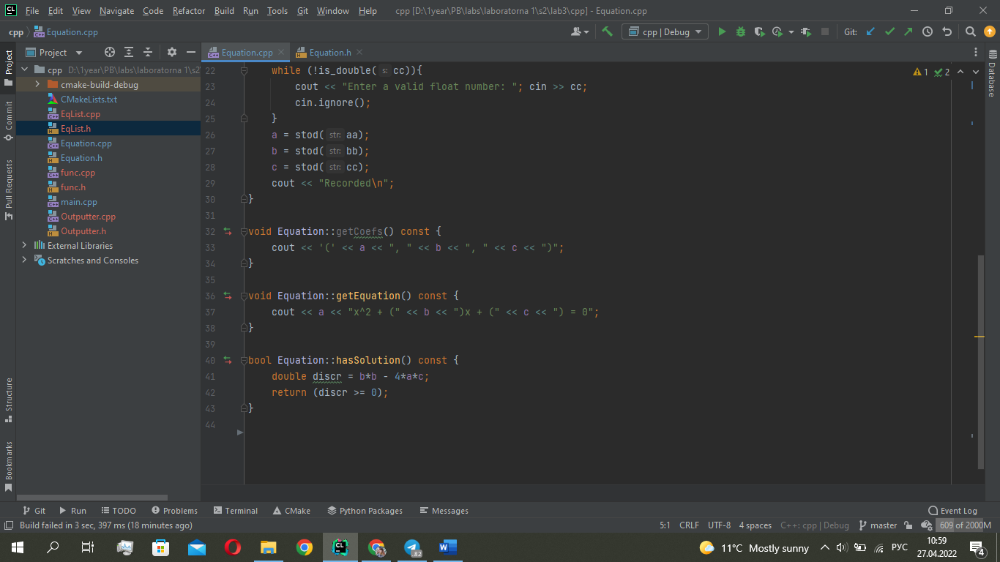 File Edit View Navigate Code Refactor Build Run Tools Git Window Help cpp [D:\1year\PB\labs\laboratorna 1\s2\lab3\cpp] - Equation.cpp
cpp Equation.cpp cpp | Debug Git:
Project
Equation.cpp Equation.h
Project
Commit
Pull Requests
Structure
Bookmarks
cpp D:\1year\PB\labs\laboratorna 1\s2\
cmake-build-debug
CMakeLists.txt
EqList.cpp
EqList.h
Equation.cpp
Equation.h
func.cpp
func.h
main.cpp
Outputter.cpp
Outputter.h
External Libraries
Scratches and Consoles
22 while (!is_double( s: cc)){
23 cout << "Enter a valid float number: "; cin >> cc;
24 cin.ignore();
25 }
26 a = stod( str: aa);
27 b = stod( str: bb);
28 c = stod( str: cc);
29 cout << "Recorded\n";
30 }
31
32 void Equation::getCoefs() const {
33 cout << '(' << a << ", " << b << ", " << c << ")";
34 }
35
36 void Equation::getEquation() const {
37 cout << a << "x^2 + (" << b << ")x + (" << c << ") = 0";
38 }
39
40 bool Equation::hasSolution() const {
41 double discr = b*b - 4*a*c;
42 return (discr >= 0);
43 }
44
1 2
Database
Git Run TODO Problems Terminal CMake Python Packages Messages Event Log
Build failed in 3 sec, 397 ms (18 minutes ago) 5:1 CRLF UTF-8 4 spaces C++: cpp | Debug master 609 of 2000M
.82 11°C Mostly sunny РУС 10:59
27.04.2022 4